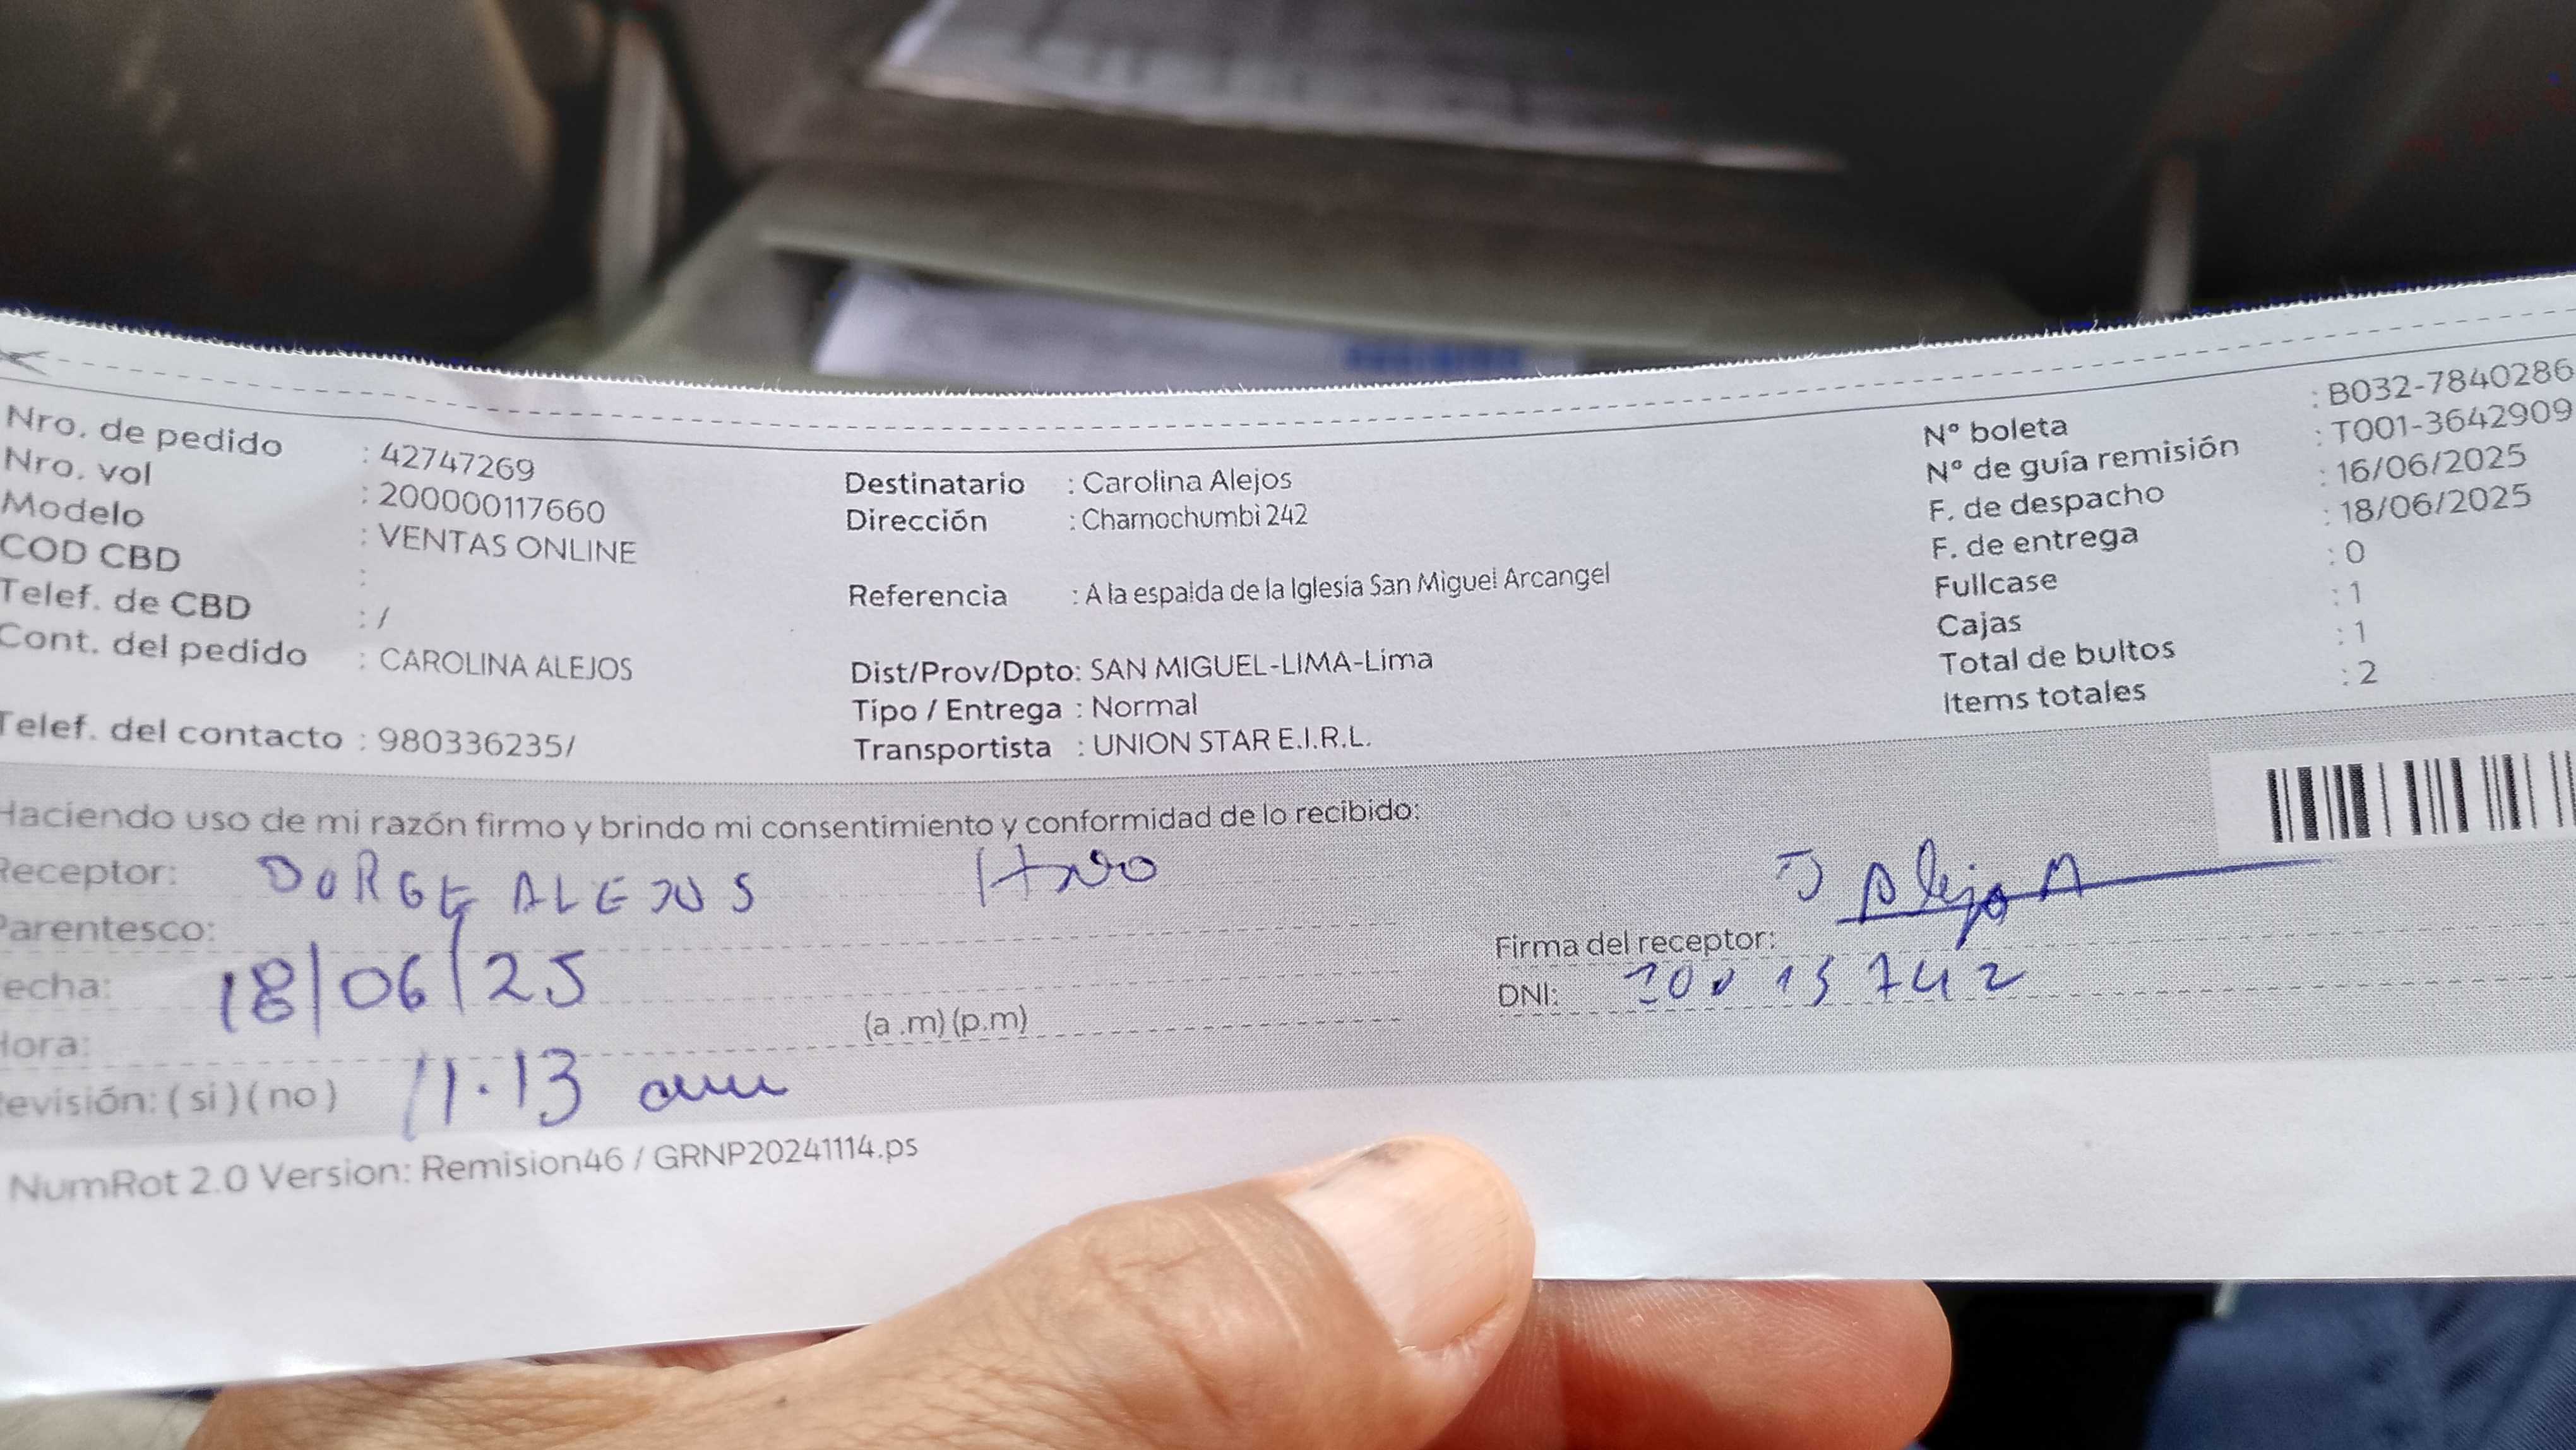 Nro. de pedido : 42747269
Nro. vol : 200000117660
Modelo : VENTAS ONLINE
COD CBD :
Telef. de CBD : /
Cont. del pedido : CAROLINA ALEJOS
Telef. del contacto : 980336235/
Destinatario : Carolina Alejos
Dirección : Chamochumbi 242
Referencia : A la espalda de la Iglesia San Miguel Arcangel
Dist/Prov/Dpto: SAN MIGUEL-LIMA-Lima
Tipo / Entrega : Normal
Transportista : UNION STAR E.I.R.L.
N° boleta : B032-7840286
N° de guía remisión : T001-3642909
F. de despacho : 16/06/2025
F. de entrega : 18/06/2025
Fullcase : 0
Cajas : 1
Total de bultos : 1
Items totales : 2
Haciendo uso de mi razón firmo y brindo mi consentimiento y conformidad de lo recibido:
Receptor: JORGE ALEJOS Hno
Parentesco:
Fecha: 18/06/25
Hora: (a .m) (p.m)
Revisión: ( si ) ( no ) 11.13 am
Firma del receptor: J Alejos
DNI:
NumRot 2.0 Version: Remision46 / GRNP20241114.ps